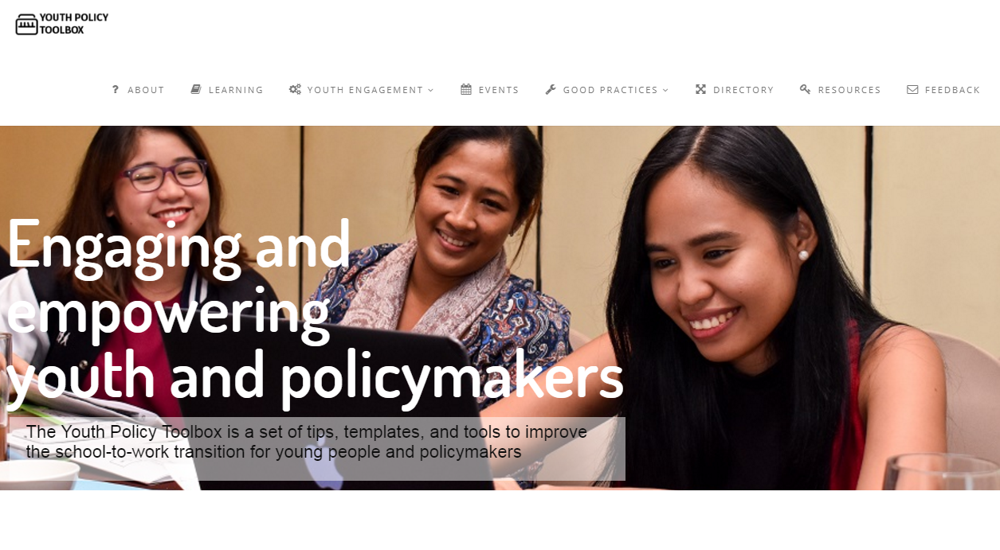 YOUTH POLICY
TOOLBOX
? ABOUT LEARNING YOUTH ENGAGEMENT EVENTS GOOD PRACTICES DIRECTORY RESOURCES FEEDBACK
Engaging and
empowering
youth and policymakers
The Youth Policy Toolbox is a set of tips, templates, and tools to improve
the school-to-work transition for young people and policymakers